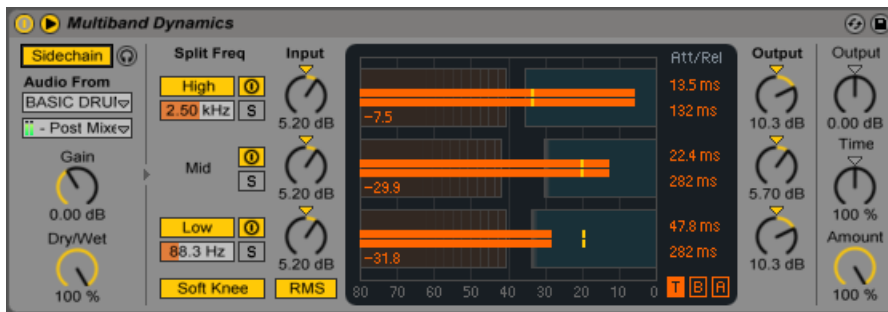 Multiband Dynamics
Sidechain
Audio From
BASIC DRUI
- Post Mixe
Gain
0.00 dB
Dry/Wet
100 %
Split Freq
High
2.50 kHz
S
Mid
S
Low
88.3 Hz
S
Soft Knee
Input
5.20 dB
5.20 dB
5.20 dB
RMS
-7.5
-29.9
-31.8
80 70 60 50 40 30 20 10 0
Att/Rel
13.5 ms
132 ms
22.4 ms
282 ms
47.8 ms
282 ms
T B A
Output
10.3 dB
5.70 dB
10.3 dB
Output
0.00 dB
Time
100 %
Amount
100 %